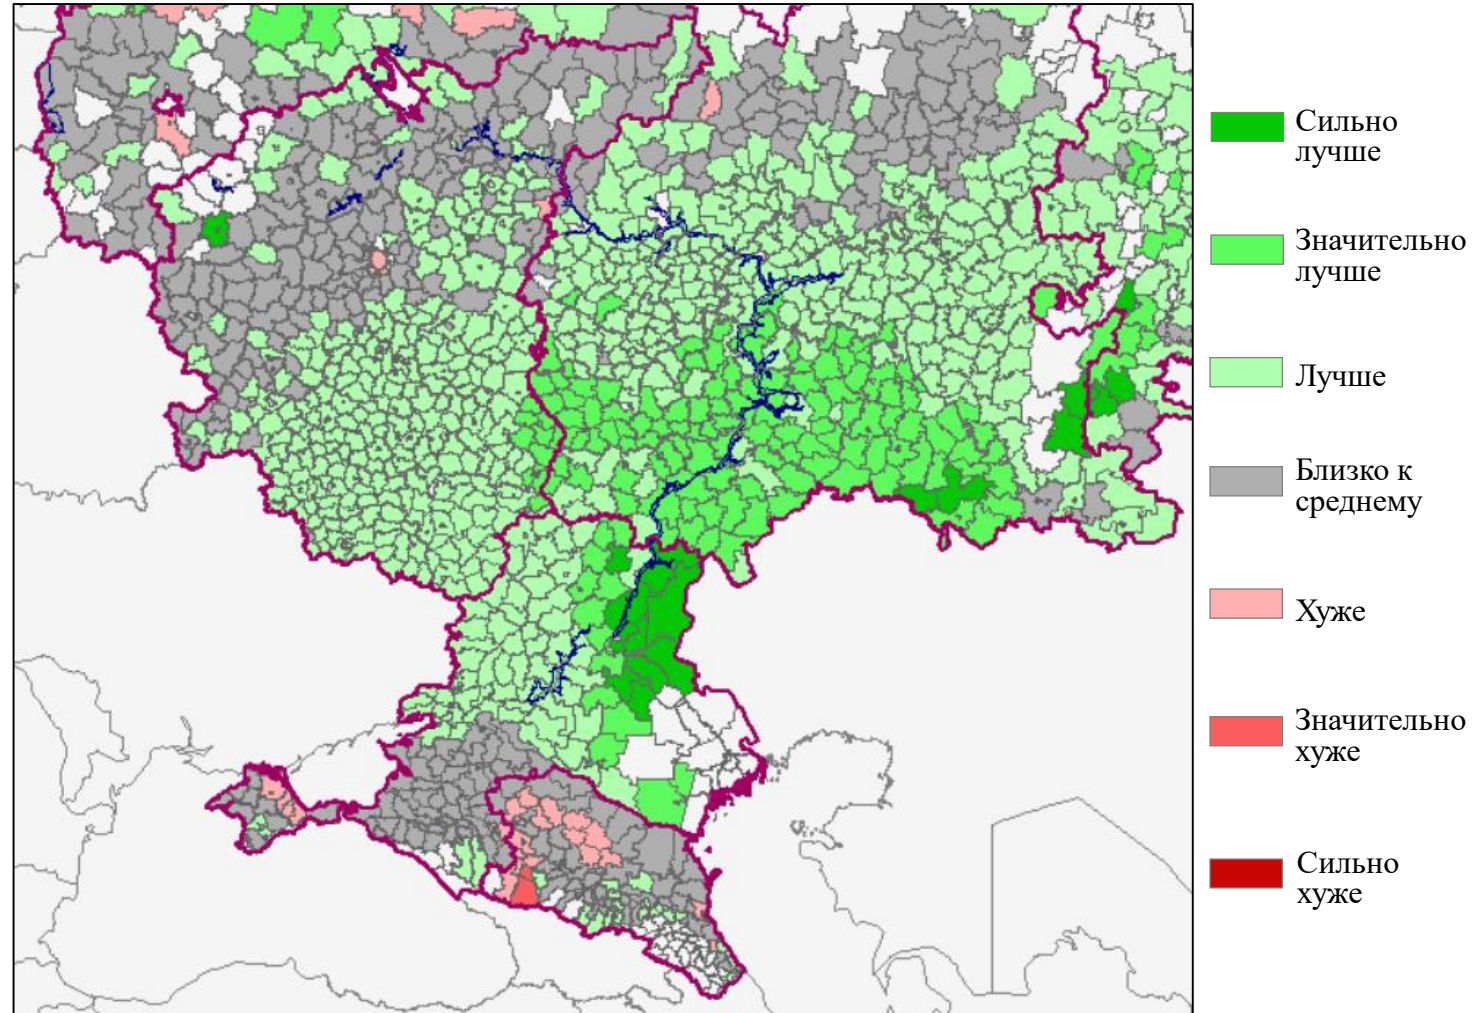 Сильно
лучше
Значительно
лучше
Лучше
Близко к
среднему
Хуже
Значительно
хуже
Сильно
хуже